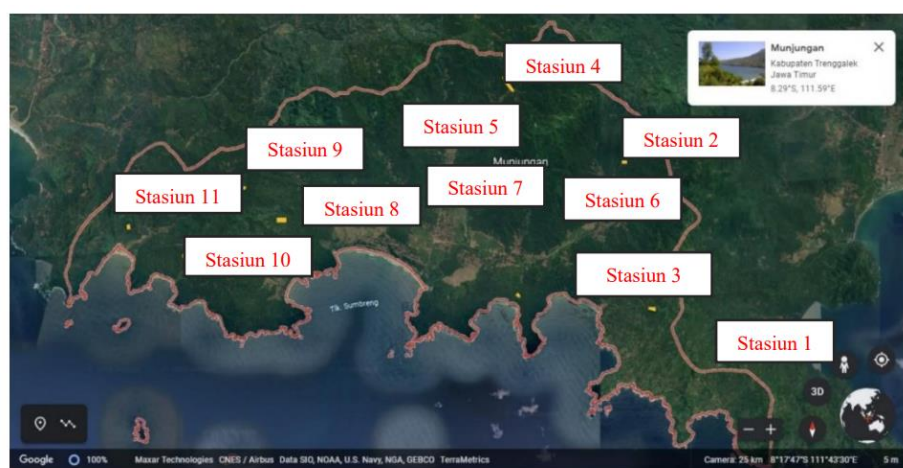 Stasiun 4
Munjungan
Kabupaten Trenggalek
Jawa Timur
8.29°S, 111.59°E
Stasiun 5
Stasiun 9
Stasiun 2
Munjungan
Stasiun 7
Stasiun 11
Stasiun 8
Stasiun 6
Stasiun 10
Stasiun 3
Tlk. Sumbreng
Stasiun 1
3D
Google
100%
Maxar Technologies CNES / Airbus Data SIO, NOAA, U.S. Navy, NGA, GEBCO TerraMetrics
Camera: 25 km 8°17'47"S 111°43'30"E
5 m